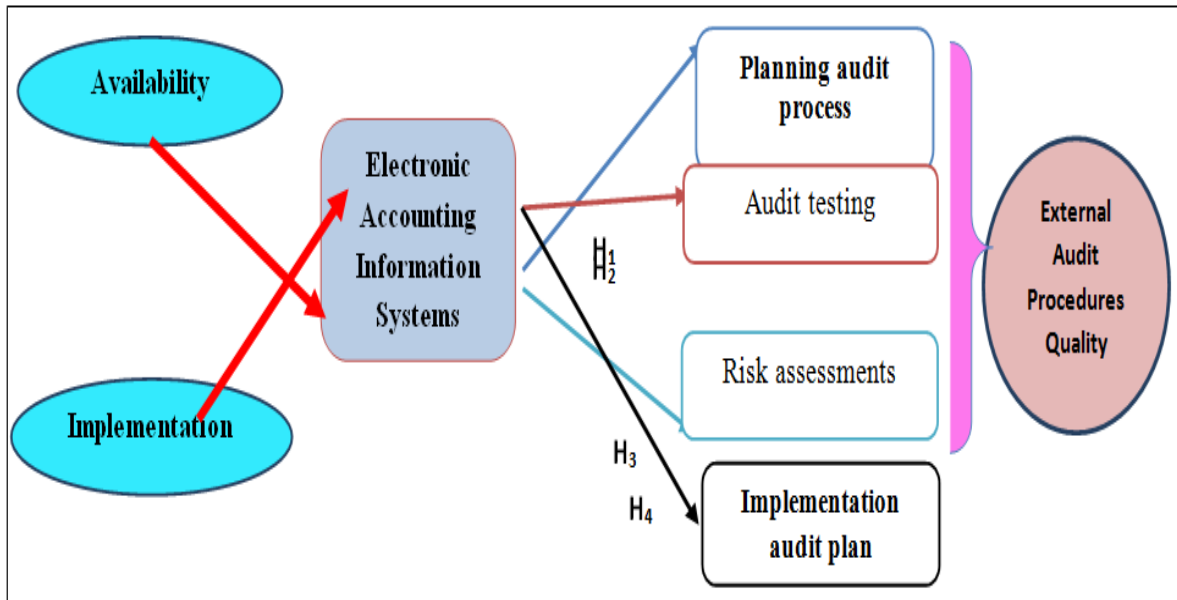 Availability
Implementation
Electronic
Accounting
Information
Systems
H1
H2
H3
H4
Planning audit
process
Audit testing
Risk assessments
Implementation
audit plan
External
Audit
Procedures
Quality